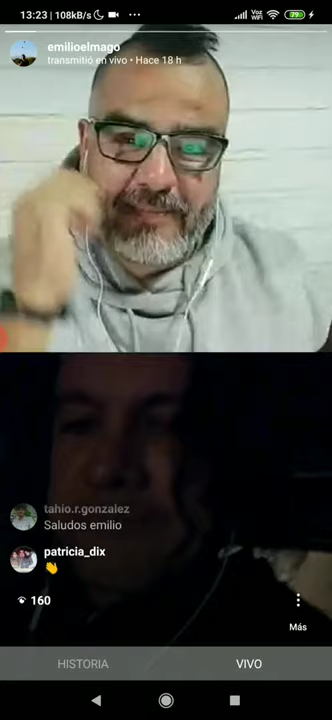 13:23 | 108kB/s ...
Voz
WiFi
79
emilioelmago
transmitió en vivo • Hace 18 h
tahio.r.gonzalez
Saludos emilio
patricia_dix
👏
160
Más
HISTORIA
VIVO